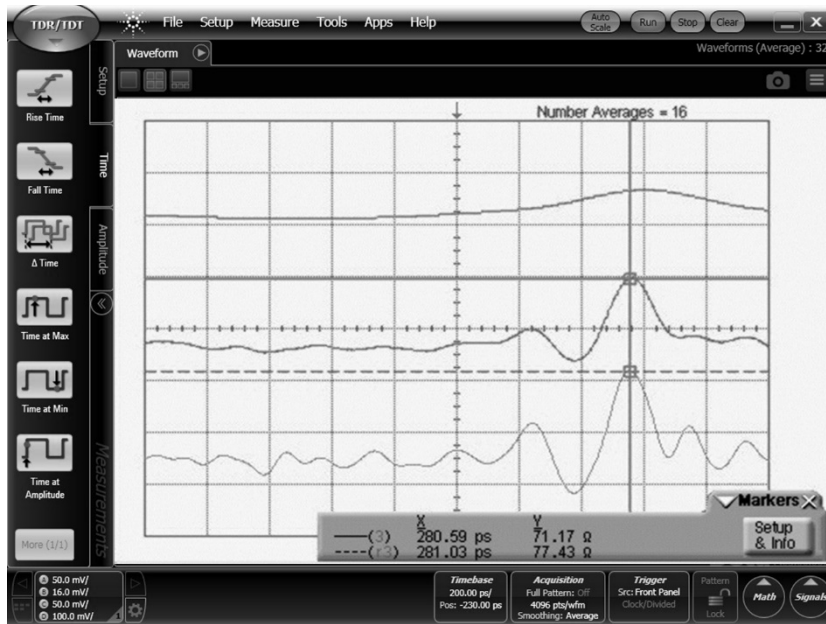 TDR/TDT
File Setup Measure Tools Apps Help
Auto Scale
Run
Stop
Clear
Waveform
Waveforms (Average) : 32
Setup
Time
Amplitude
Measurements
Rise Time
Fall Time
Δ Time
Time at Max
Time at Min
Time at
Amplitude
More (1/1)
Number Averages = 16
Markers
X Y
(3) 280.59 ps 71.17 Ω
(r3) 281.03 ps 77.43 Ω
Setup
& Info
A 50.0 mV/
B 16.0 mV/
C 50.0 mV/
D 100.0 mV/
Timebase
200.00 ps/
Pos: -230.00 ps
Acquisition
Full Pattern: Off
4096 pts/wfm
Smoothing: Average
Trigger
Src: Front Panel
Clock/Divided
Pattern
Lock
Math
Signals